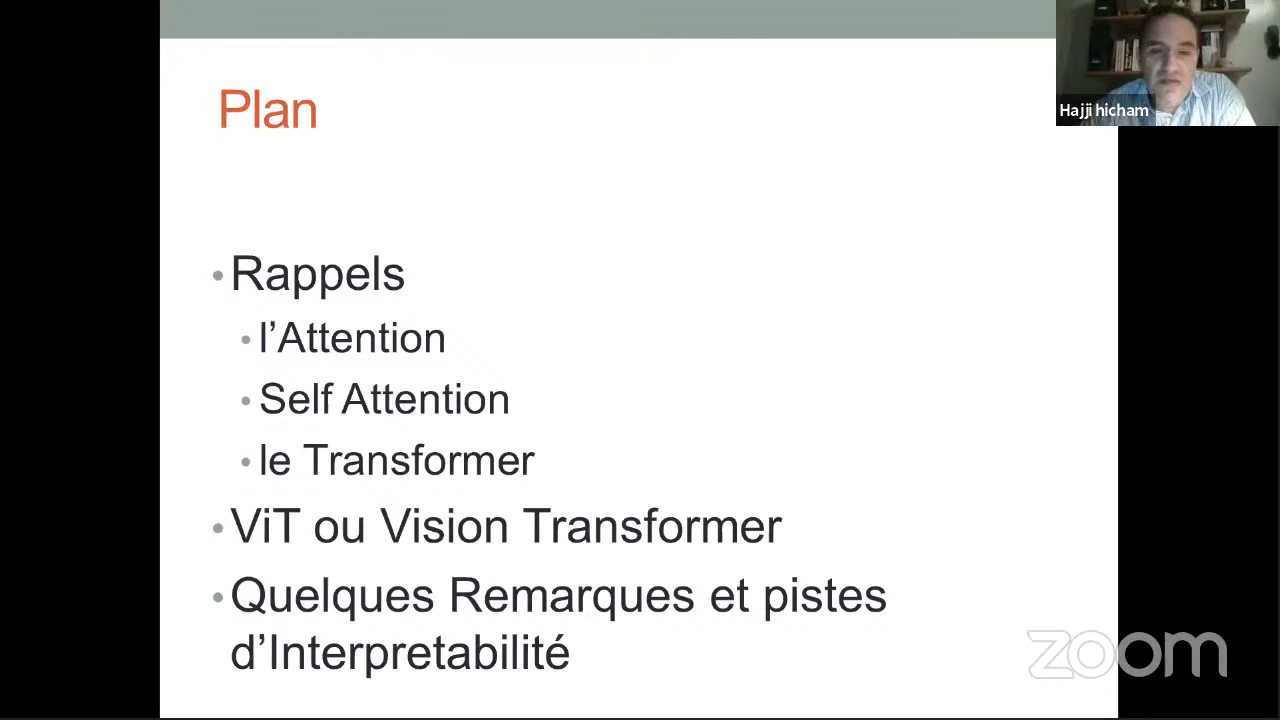 Plan
Hajji hicham
• Rappels
• l’Attention
• Self Attention
• le Transformer
• ViT ou Vision Transformer
• Quelques Remarques et pistes
d’Interpretabilité
zoom